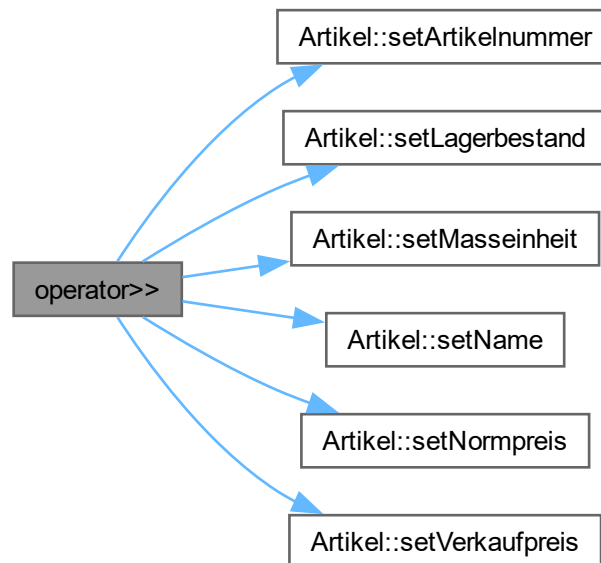 Artikel::setArtikelnummer
Artikel::setLagerbestand
Artikel::setMasseinheit
operator>>
Artikel::setName
Artikel::setNormpreis
Artikel::setVerkaufpreis